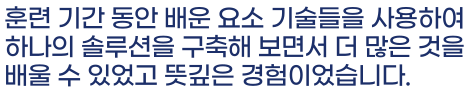 훈련 기간 동안 배운 요소 기술들을 사용하여
하나의 솔루션을 구축해 보면서 더 많은 것을
배울 수 있었고 뜻깊은 경험이었습니다.